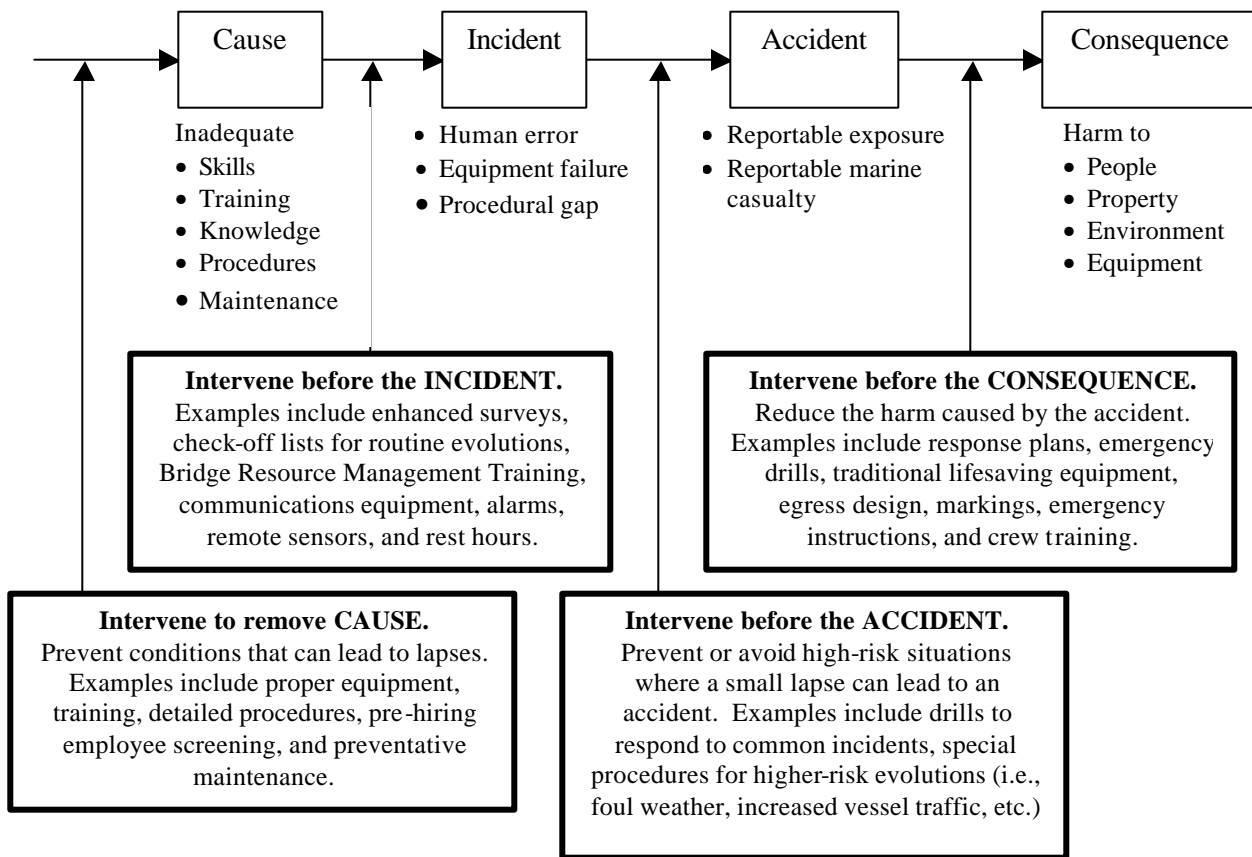 Cause
Incident
Accident
Consequence
Inadequate
• Skills
• Training
• Knowledge
• Procedures
• Maintenance
• Human error
• Equipment failure
• Procedural gap
• Reportable exposure
• Reportable marine
casualty
Harm to
• People
• Property
• Environment
• Equipment
Intervene before the INCIDENT.
Examples include enhanced surveys,
check-off lists for routine evolutions,
Bridge Resource Management Training,
communications equipment, alarms,
remote sensors, and rest hours.
Intervene before the CONSEQUENCE.
Reduce the harm caused by the accident.
Examples include response plans, emergency
drills, traditional lifesaving equipment,
egress design, markings, emergency
instructions, and crew training.
Intervene to remove CAUSE.
Prevent conditions that can lead to lapses.
Examples include proper equipment,
training, detailed procedures, pre-hiring
employee screening, and preventative
maintenance.
Intervene before the ACCIDENT.
Prevent or avoid high-risk situations
where a small lapse can lead to an
accident.  Examples include drills to
respond to common incidents, special
procedures for higher-risk evolutions (i.e.,
foul weather, increased vessel traffic, etc.)